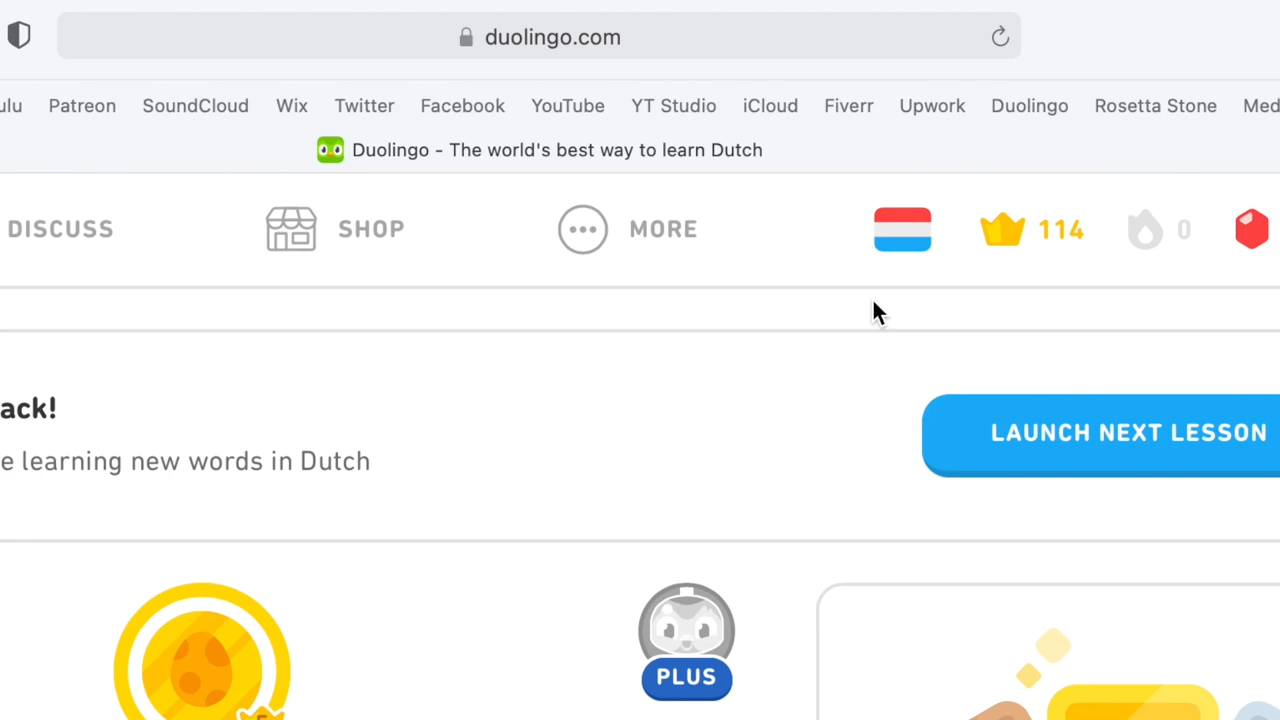 duolingo.com
ulu Patreon SoundCloud Wix Twitter Facebook YouTube YT Studio iCloud Fiverr Upwork Duolingo Rosetta Stone Med
Duolingo - The world's best way to learn Dutch
DISCUSS SHOP MORE 114 0
ack!
e learning new words in Dutch
LAUNCH NEXT LESSON
PLUS